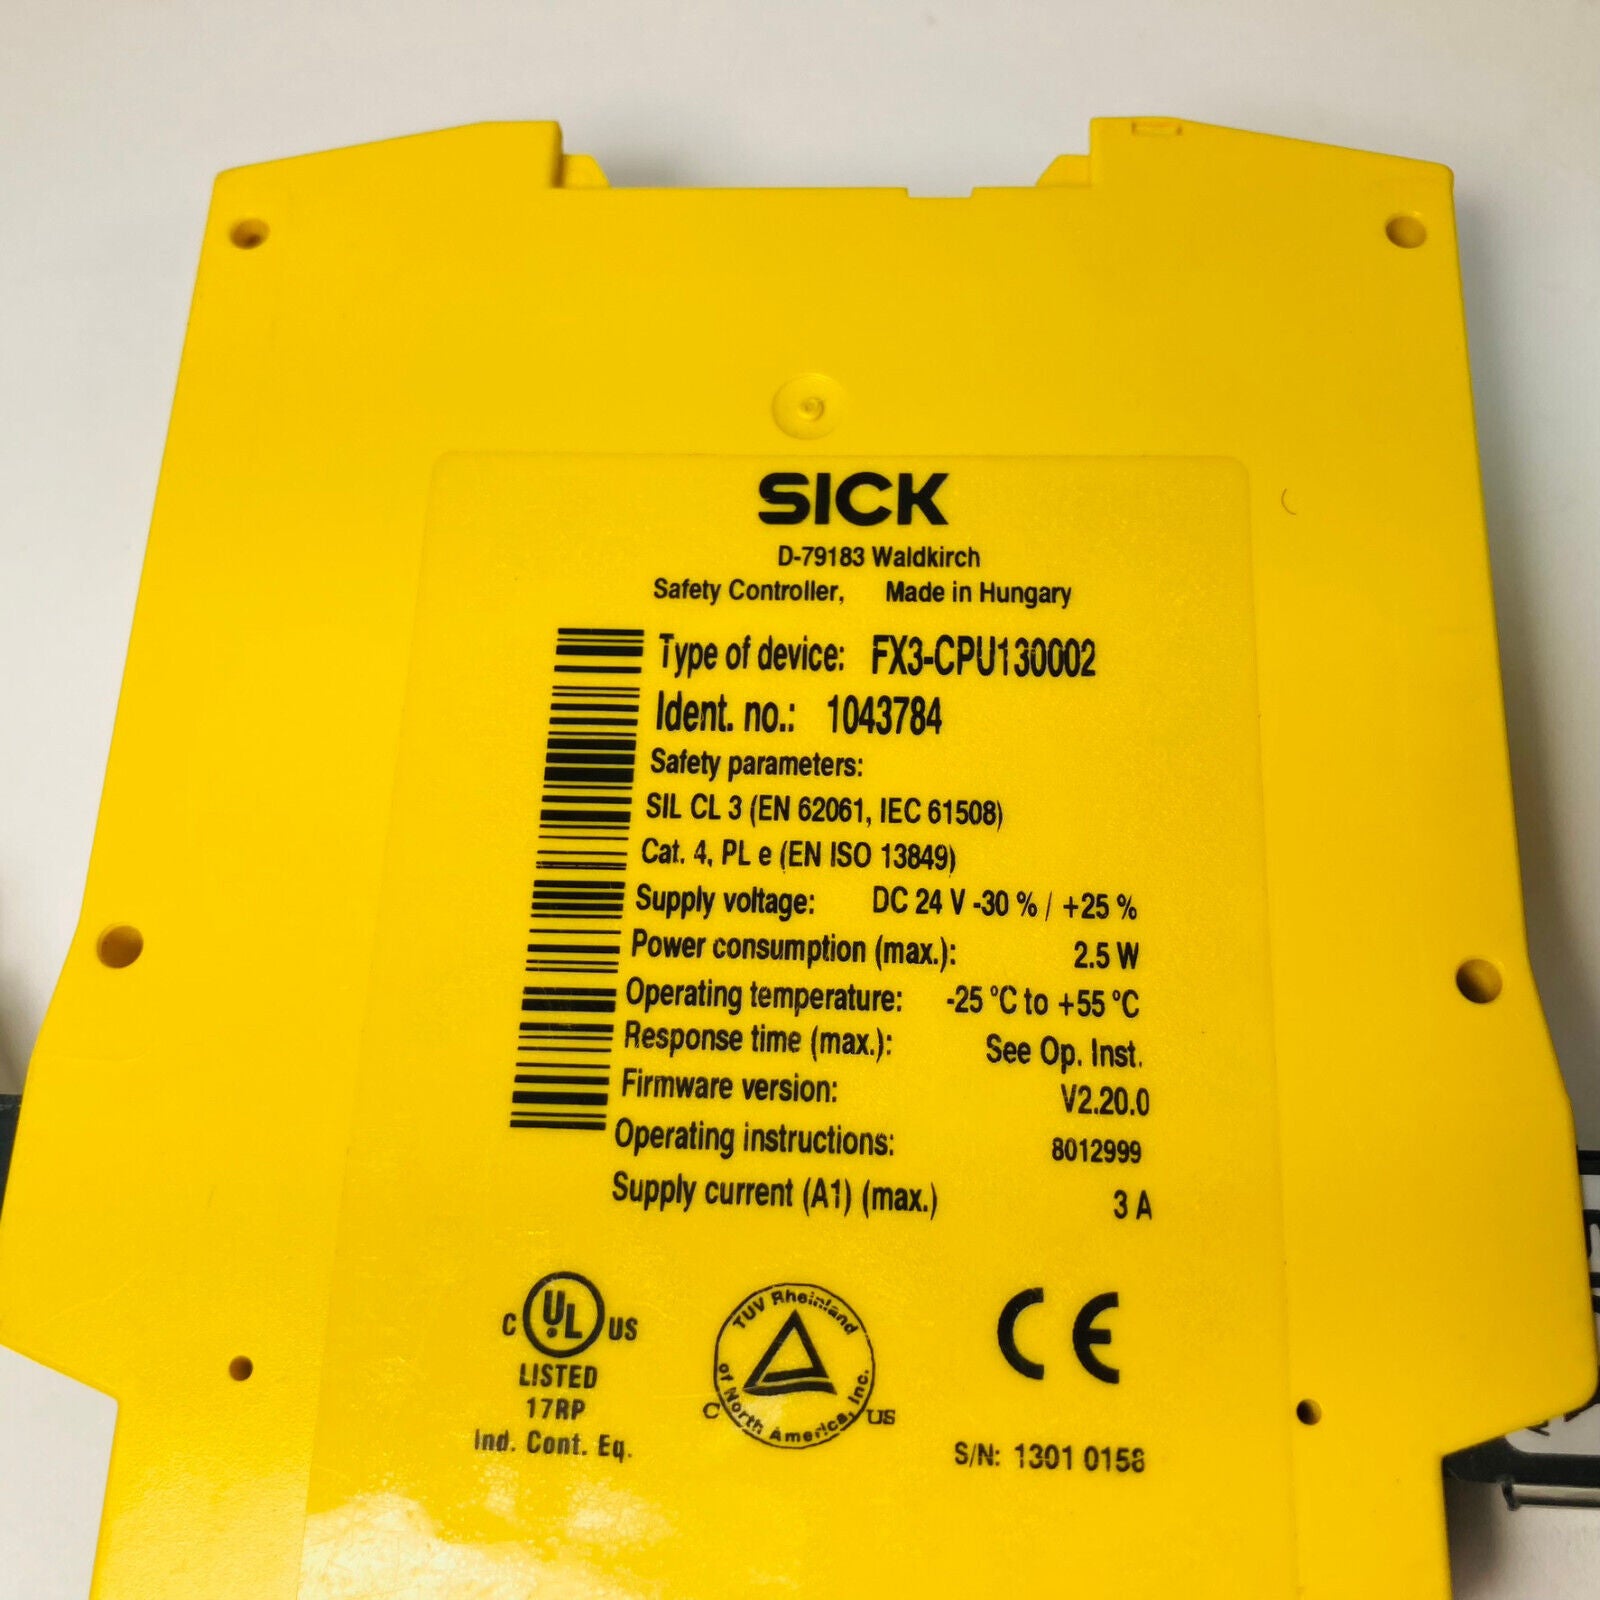 SICK
D-79183 Waldkirch
Safety Controller, Made in Hungary
Type of device: FX3-CPU130002
Ident. no.: 1043784
Safety parameters:
SIL CL 3 (EN 62061, IEC 61508)
Cat. 4, PL e (EN ISO 13849)
Supply voltage: DC 24 V -30 % / +25 %
Power consumption (max.): 2.5 W
Operating temperature: -25 °C to +55 °C
Response time (max.): See Op. Inst.
Firmware version: V2.20.0
Operating instructions: 8012999
Supply current (A1) (max.) 3 A
C UL US
LISTED
17RP
Ind. Cont. Eq.
TUV Rheinland
of North America, Inc.
C US
CE
S/N: 1301 0158